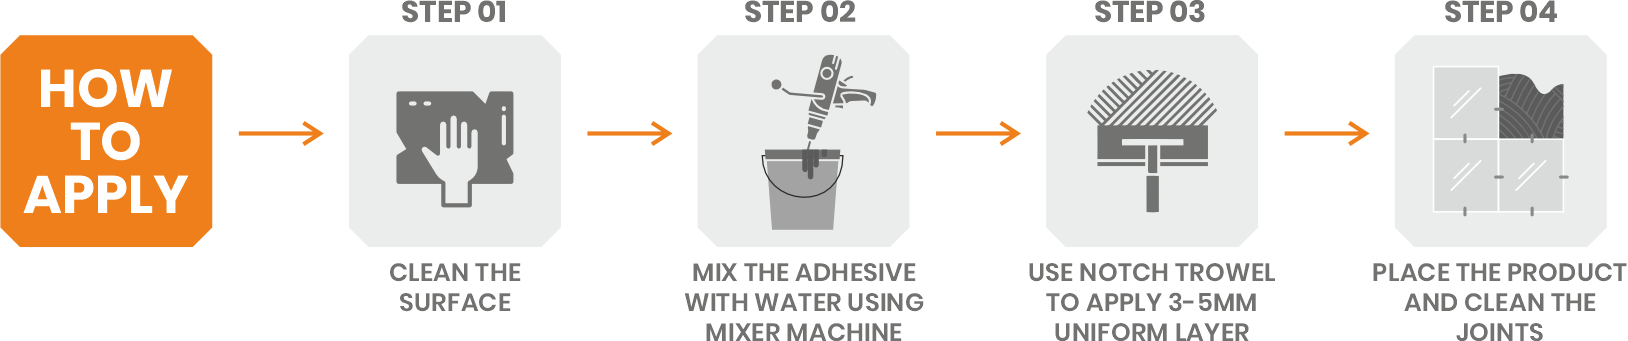 HOW
TO
APPLY
STEP 01
CLEAN THE
SURFACE
STEP 02
MIX THE ADHESIVE
WITH WATER USING
MIXER MACHINE
STEP 03
USE NOTCH TROWEL
TO APPLY 3-5MM
UNIFORM LAYER
STEP 04
PLACE THE PRODUCT
AND CLEAN THE
JOINTS